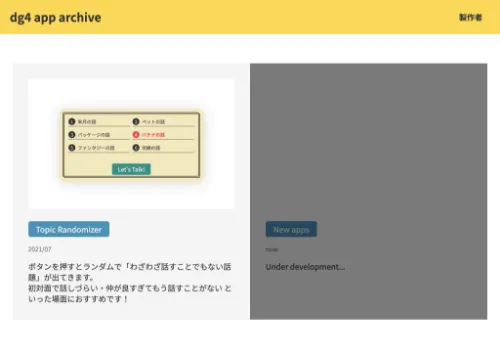 dg4 app archive
製作者
1 来月の話
2 ペットの話
3 パッケージの話
4 バナナの話
5 ファンタジーの話
6 宿題の話
Let's Talk!
Topic Randomizer
2021/07
ボタンを押すとランダムで「わざわざ話すことでもない話
題」が出てきます。
初対面で話しづらい・仲が良すぎてもう話すことがない と
いった場面におすすめです！
New apps
Under development...